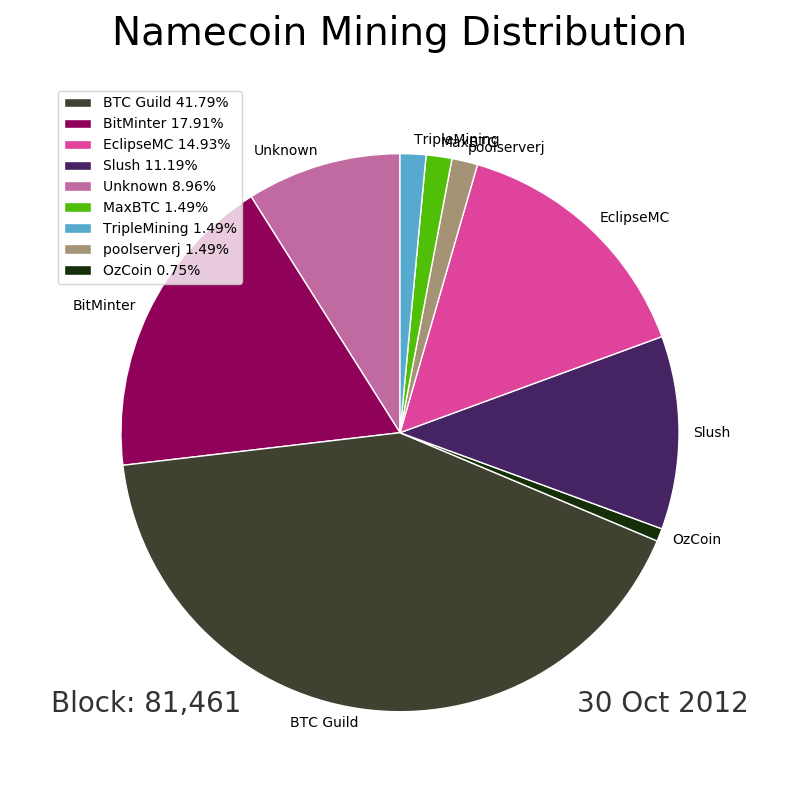 Namecoin Mining Distribution
BTC Guild 41.79%
BitMinter 17.91%
EclipseMC 14.93%
Slush 11.19%
Unknown 8.96%
MaxBTC 1.49%
TripleMining 1.49%
poolserverj 1.49%
OzCoin 0.75%
Unknown
TripleMining
MaxBTC
poolserverj
EclipseMC
BitMinter
Slush
OzCoin
BTC Guild
Block: 81,461
30 Oct 2012